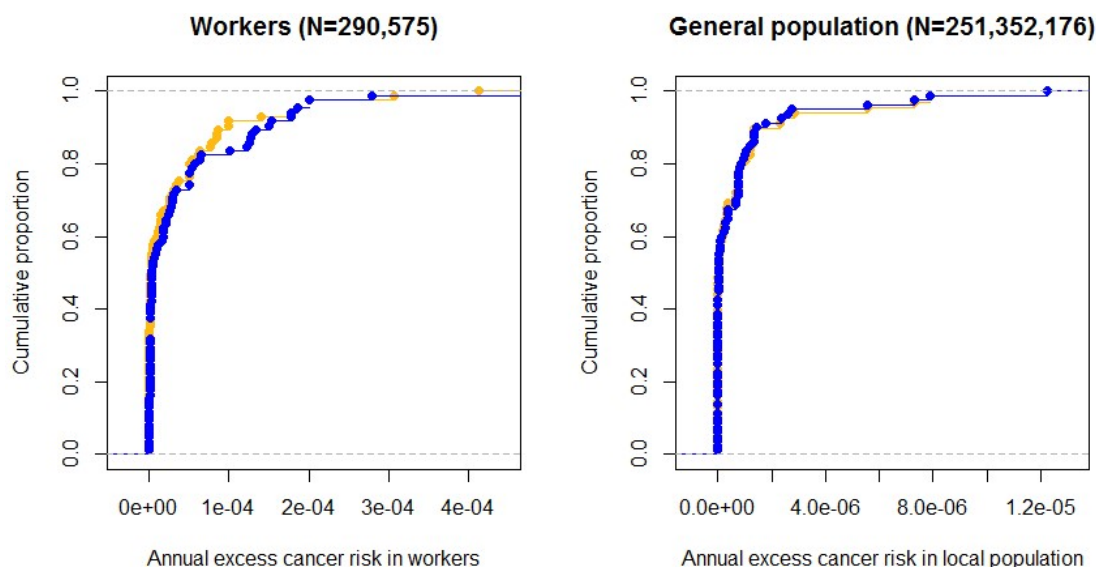 Workers (N=290,575)
Cumulative proportion
1.0
0.8
0.6
0.4
0.2
0.0
0e+00 1e-04 2e-04 3e-04 4e-04
Annual excess cancer risk in workers
General population (N=251,352,176)
Cumulative proportion
1.0
0.8
0.6
0.4
0.2
0.0
0.0e+00 4.0e-06 8.0e-06 1.2e-05
Annual excess cancer risk in local population